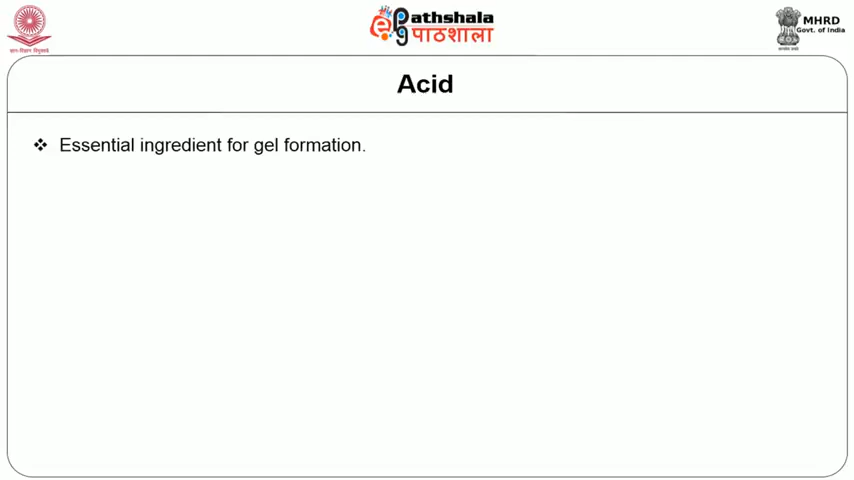 ePathshala
पाठशाला
MHRD
Govt. of India
Acid
❖ Essential ingredient for gel formation.